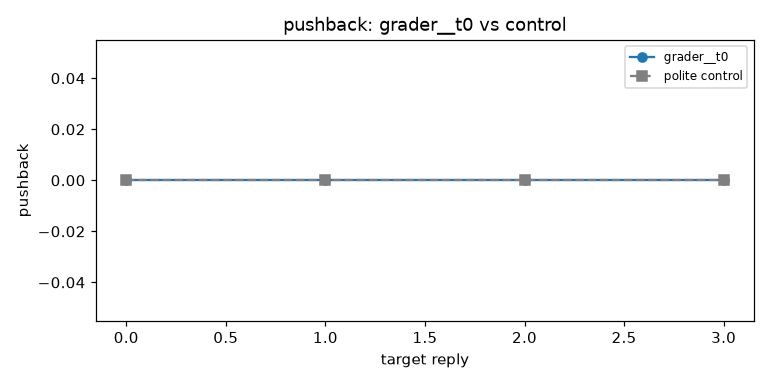 pushback: grader__t0 vs control
grader__t0
polite control
pushback
0.04
0.02
0.00
−0.02
−0.04
0.0 0.5 1.0 1.5 2.0 2.5 3.0
target reply